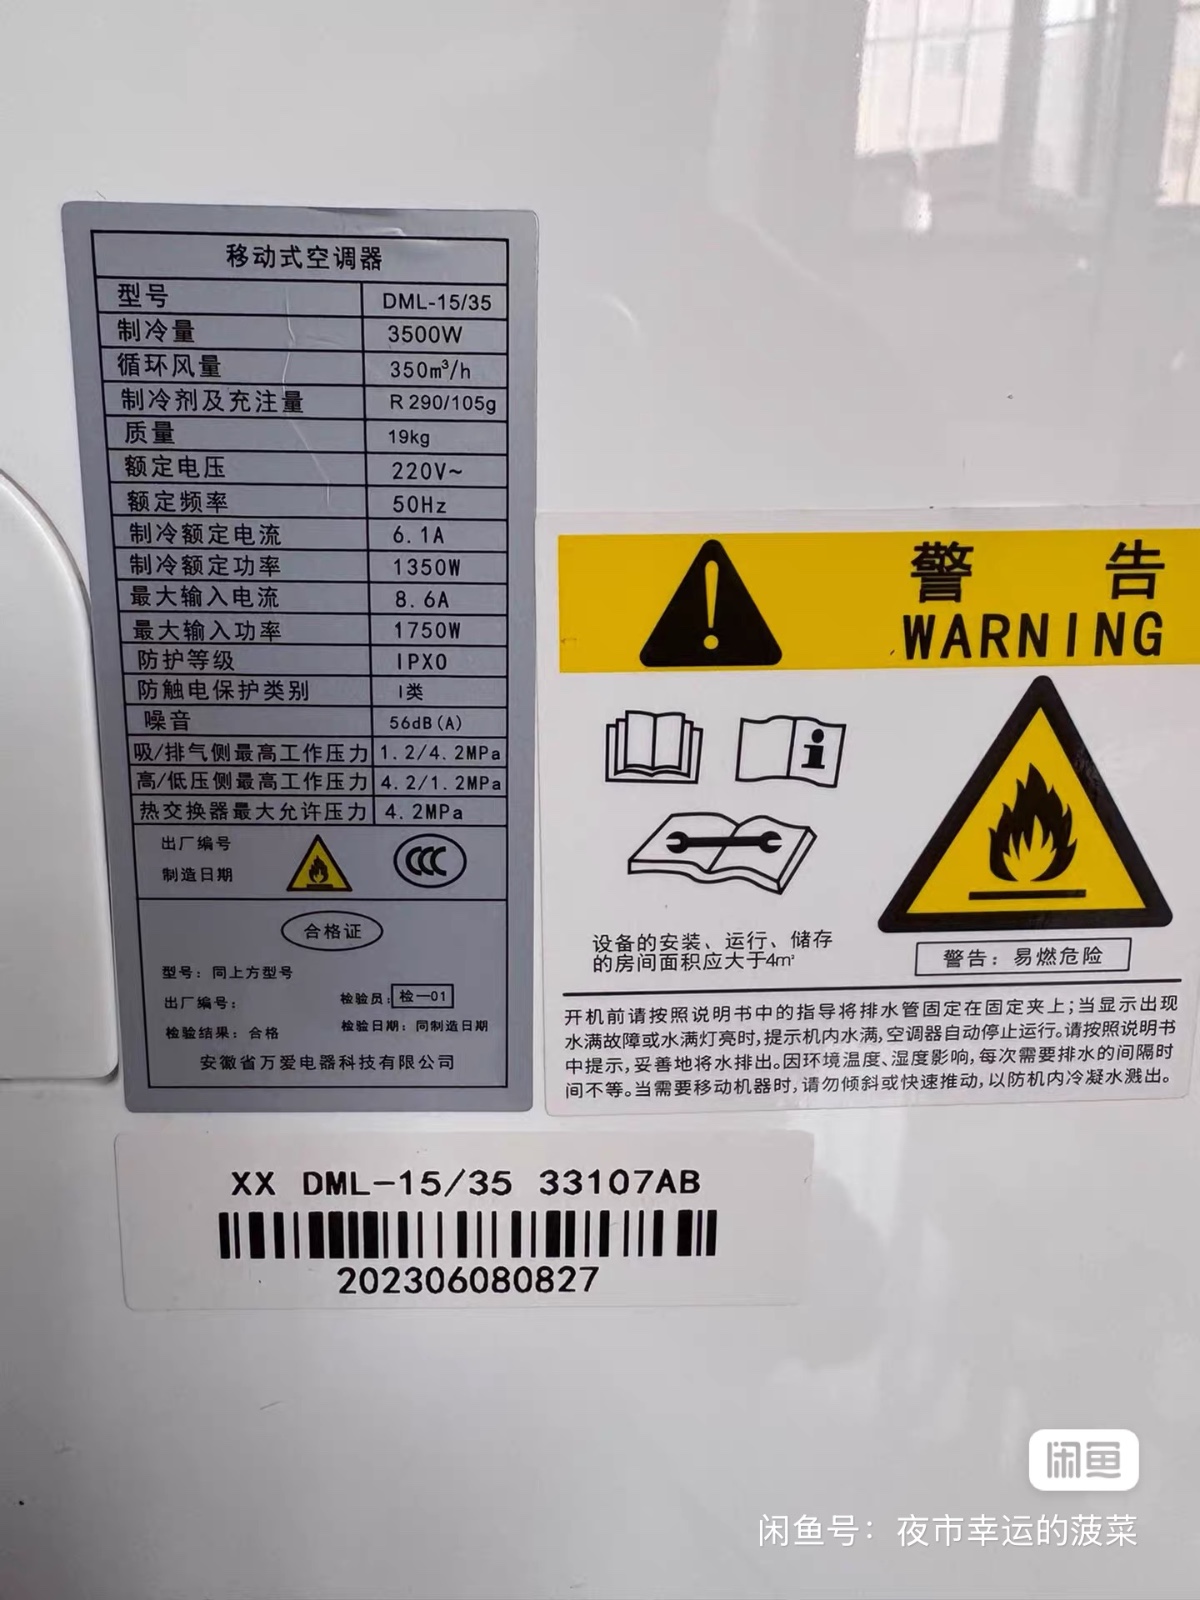 移动式空调器
型号 DML-15/35
制冷量 3500W
循环风量 350m³/h
制冷剂及充注量 R290/105g
质量 19kg
额定电压 220V~
额定频率 50Hz
制冷额定电流 6.1A
制冷额定功率 1350W
最大输入电流 8.6A
最大输入功率 1750W
防护等级 IPX0
防触电保护类别 I类
噪音 56dB(A)
吸/排气侧最高工作压力 1.2/4.2MPa
高/低压侧最高工作压力 4.2/1.2MPa
热交换器最大允许压力 4.2MPa
出厂编号
制造日期
CCC
合格证
型号：同上方型号
出厂编号： 检验员：检—01
检验结果：合格 检验日期：同制造日期
安徽省万爱电器科技有限公司
警 告
WARNING
设备的安装、运行、储存
的房间面积应大于4m²
警告：易燃危险
开机前请按照说明书中的指导将排水管固定在固定夹上；当显示出现
水满故障或水满灯亮时，提示机内水满，空调器自动停止运行。请按照说明书
中提示，妥善地将水排出。因环境温度、湿度影响，每次需要排水的间隔时
间不等。当需要移动机器时，请勿倾斜或快速推动，以防机内冷凝水溅出。
XX DML-15/35 33107AB
202306080827
闲鱼
闲鱼号：夜市幸运的菠菜